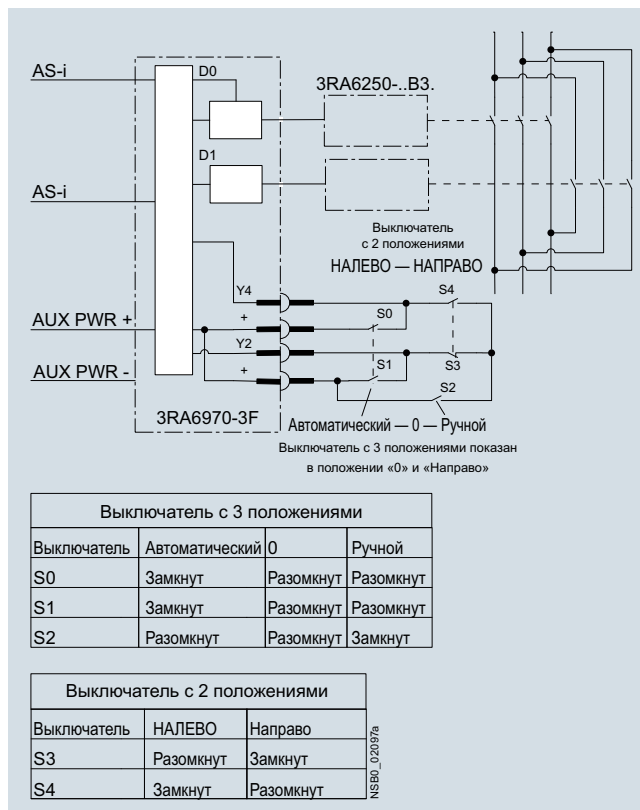 AS-i
D0
3RA6250-..B3.
D1
AS-i
Выключатель
с 2 положениями
НАЛЕВО — НАПРАВО
Y4
S4
AUX PWR +
+
S0
Y2
S1
S3
AUX PWR -
+
S2
3RA6970-3F
Автоматический — 0 — Ручной
Выключатель с 3 положениями показан
в положении «0» и «Направо»
Выключатель с 3 положениями
Выключатель Автоматический 0 Ручной
S0 Замкнут Разомкнут Разомкнут
S1 Замкнут Разомкнут Разомкнут
S2 Разомкнут Разомкнут Замкнут
Выключатель с 2 положениями
Выключатель НАЛЕВО Направо
S3 Разомкнут Замкнут
S4 Замкнут Разомкнут
NSB0_02097a